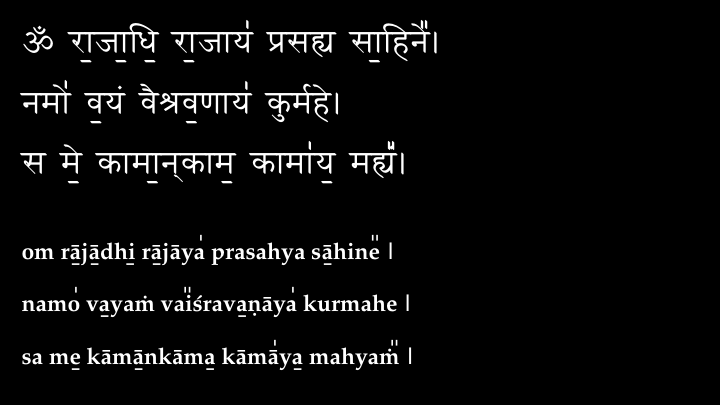 ॐ रा॒जा॒धि॒ रा॒जाय॑ प्रसह्य सा॒हिनै᳚।
नमो॑ व॒यं वै᳚श्रव॒णाय॑ कुर्महे।
स मे॒ कामा॒न्काम॒ कामा॑य॒ मह्यं᳚।
om rā̱jā̱dhi̱ rā̱jāya̍ prasahya sā̱hine̎ |
namo̍ va̱yaṁ vai̎śrava̱ṇāya̍ kurmahe |
sa me̱ kāmā̱nkāma̱ kāmā̍ya̱ mahyaṁ̎ |